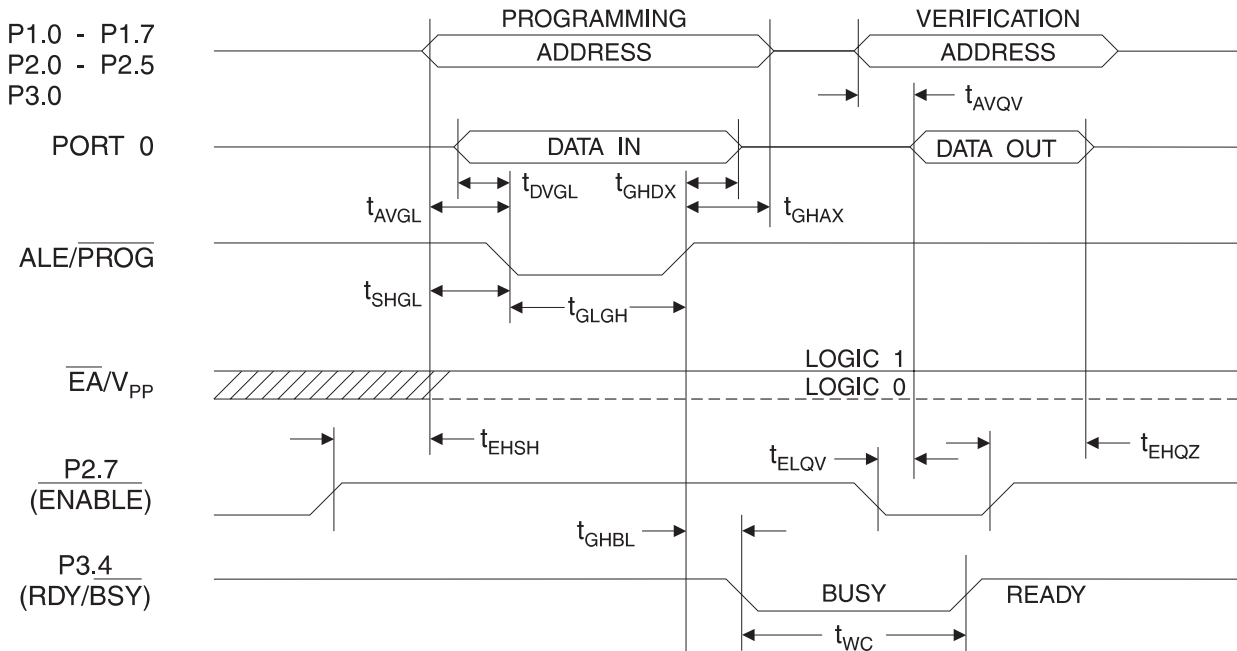 PROGRAMMING
VERIFICATION
P1.0 - P1.7
P2.0 - P2.5
P3.0
ADDRESS
ADDRESS
tAVQV
PORT 0
DATA IN
DATA OUT
tDVGL
tGHDX
tAVGL
tGHAX
ALE/PROG
tSHGL
tGLGH
LOGIC 1
EA/VPP
LOGIC 0
tEHSH
tELQV
tEHQZ
P2.7
(ENABLE)
tGHBL
P3.4
(RDY/BSY)
BUSY
READY
tWC